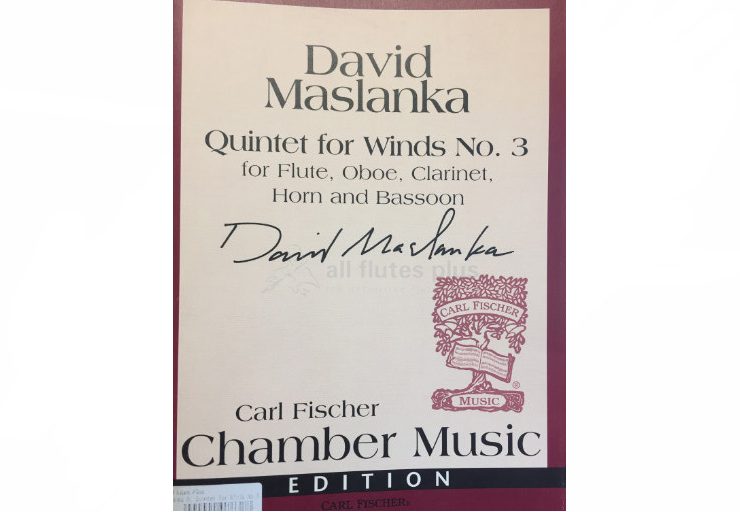 David
Maslanka
Quintet for Winds No. 3
for Flute, Oboe, Clarinet,
Horn and Bassoon
David Maslanka
all flutes plus
CARL FISCHER
®
MUSIC
Carl Fischer
Chamber Music
EDITION
CARL FISCHER®